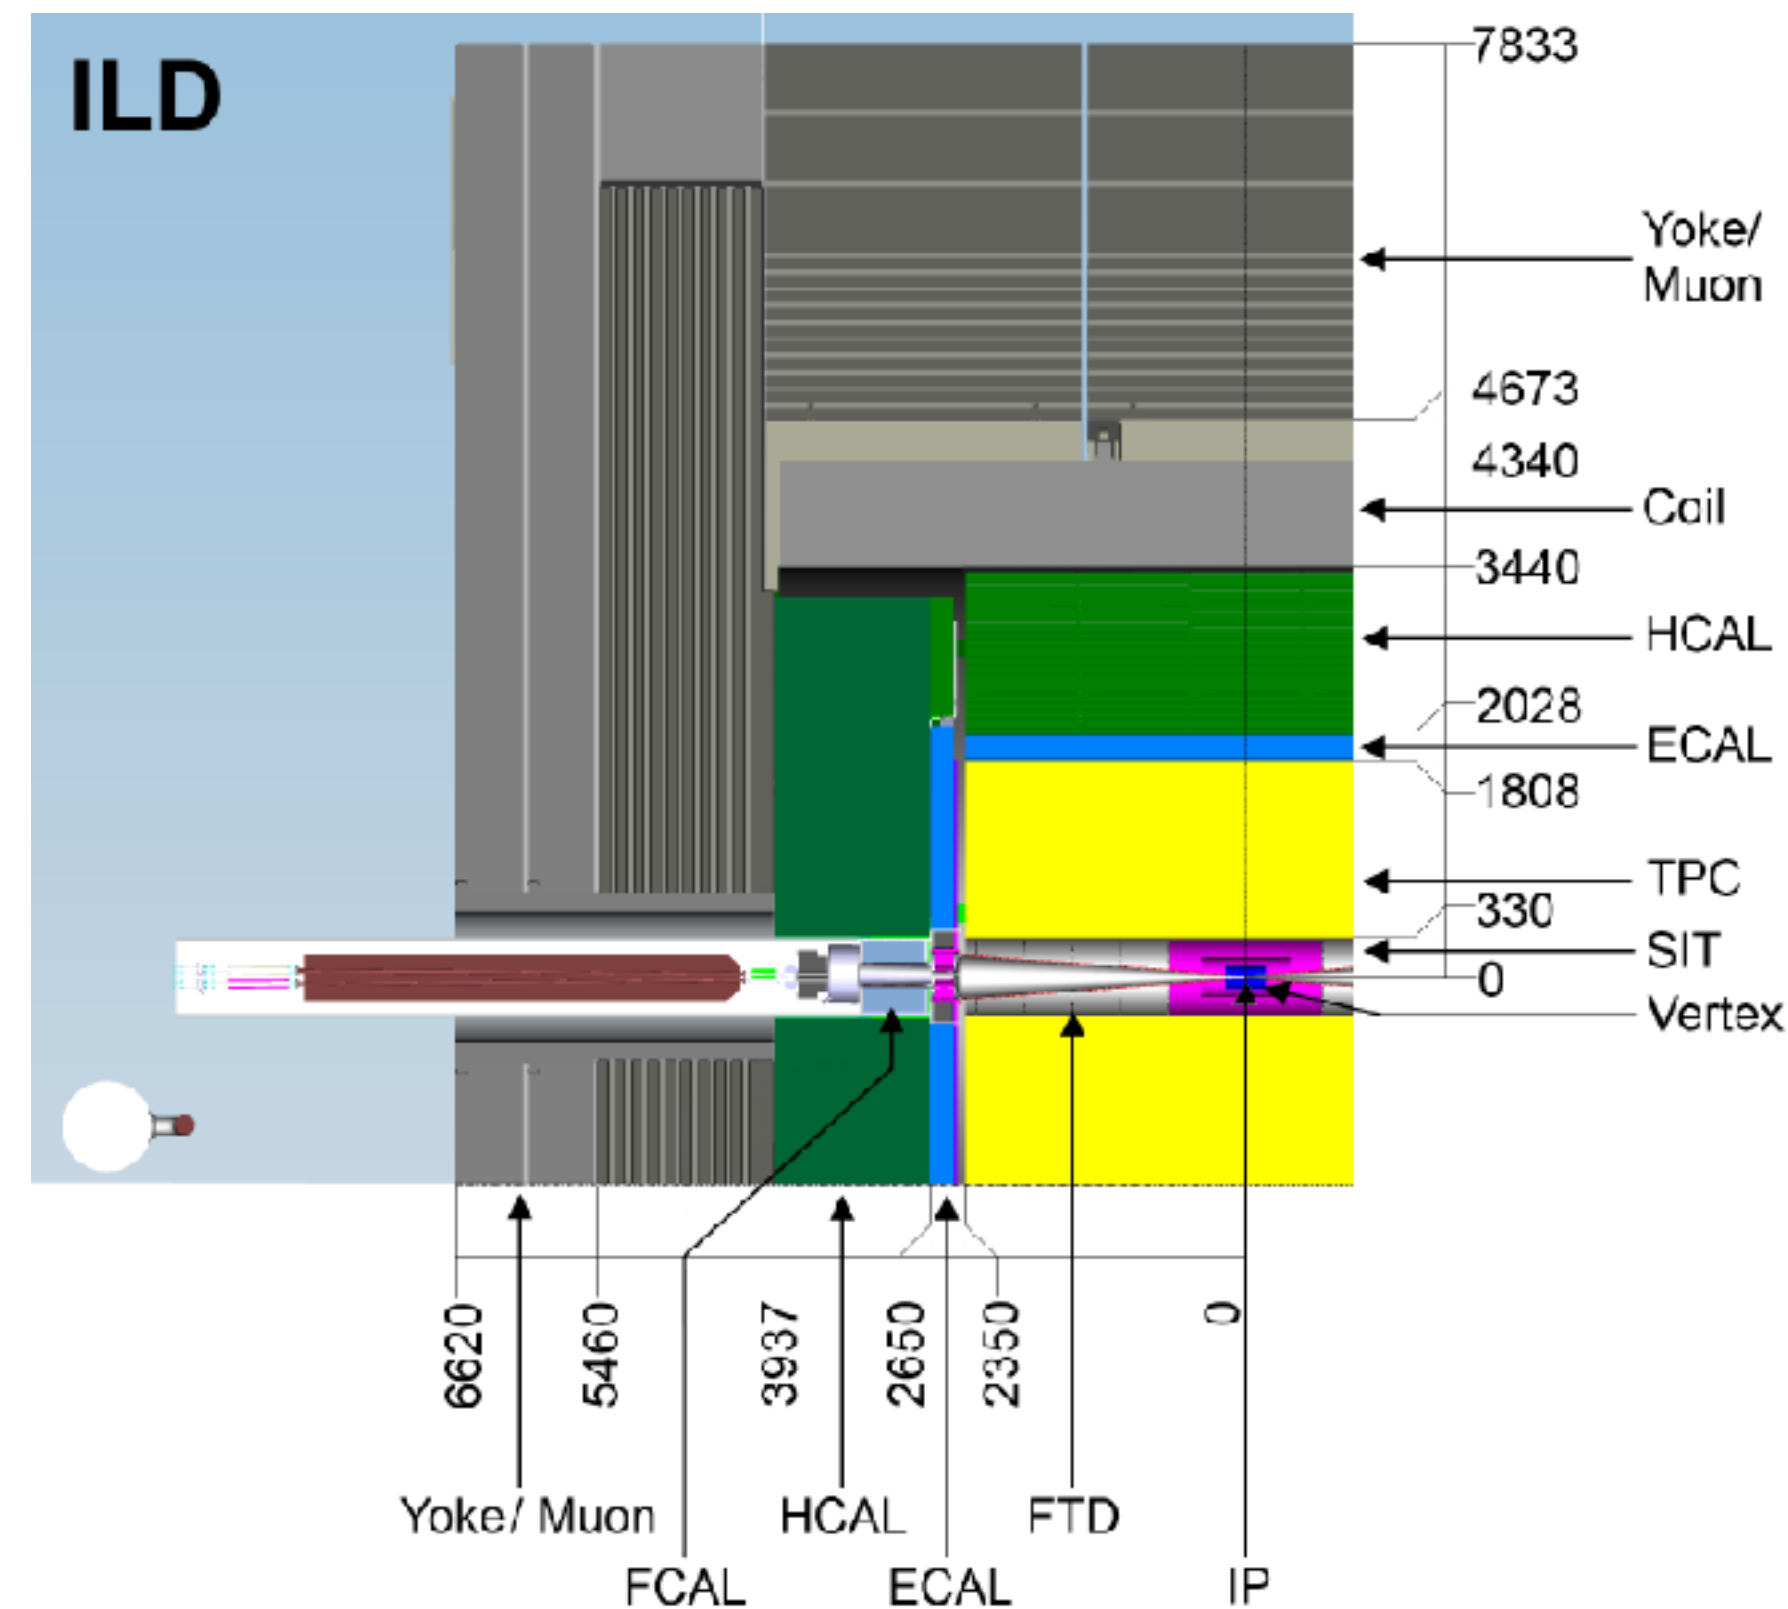 ILD
7833
Yoke/
Muon
4673
4340
Coil
3440
HCAL
2028
ECAL
1808
TPC
330
SIT
0
Vertex
6620
5460
3937
2650
2350
0
Yoke/ Muon
HCAL
FTD
FCAL
ECAL
IP